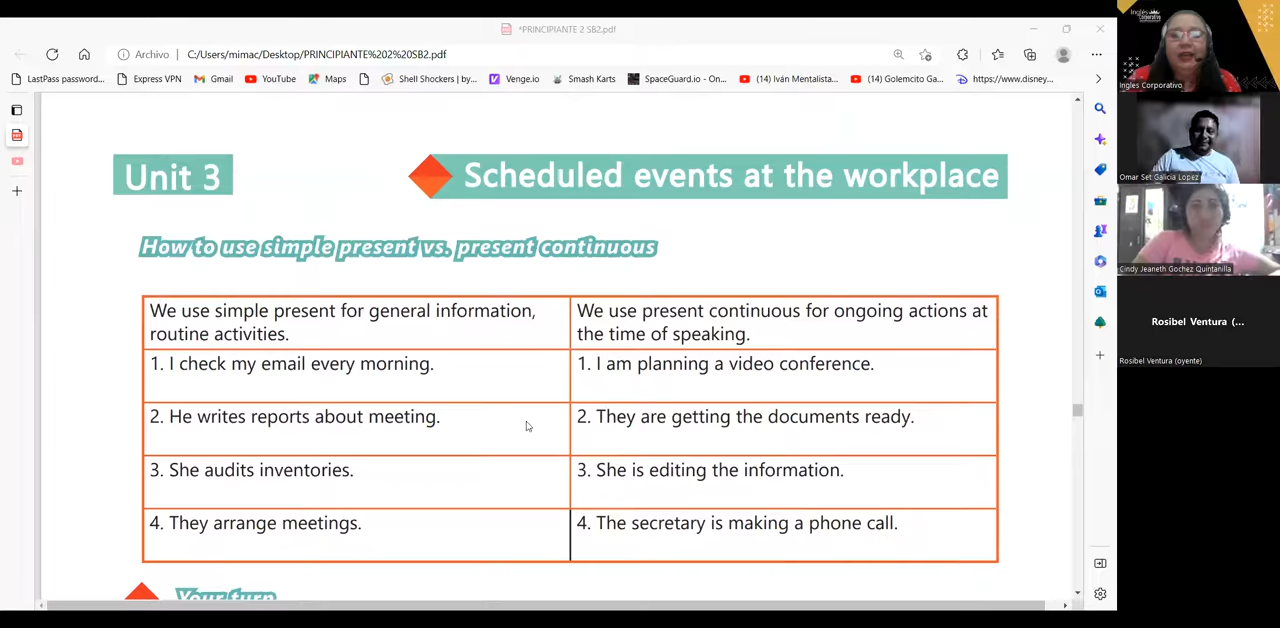 *PRINCIPIANTE 2 SB2.pdf
Archivo
C:/Users/mimac/Desktop/PRINCIPIANTE%202%20SB2.pdf
LastPass password...
Express VPN
Gmail
YouTube
Maps
Shell Shockers | by...
Venge.io
Smash Karts
SpaceGuard.io - On...
(14) Iván Mentalista...
(14) Golemcito Ga...
https://www.disney...
Unit 3
Scheduled events at the workplace
How to use simple present vs. present continuous
We use simple present for general information,
routine activities.
We use present continuous for ongoing actions at
the time of speaking.
1. I check my email every morning.
1. I am planning a video conference.
2. He writes reports about meeting.
2. They are getting the documents ready.
3. She audits inventories.
3. She is editing the information.
4. They arrange meetings.
4. The secretary is making a phone call.
Your turn
Inglés
Corporativo
Ingles Corporativo
Omar Set Galicia Lopez
Cindy Jeaneth Gochez Quintanilla
Rosibel Ventura (...
Rosibel Ventura (oyente)